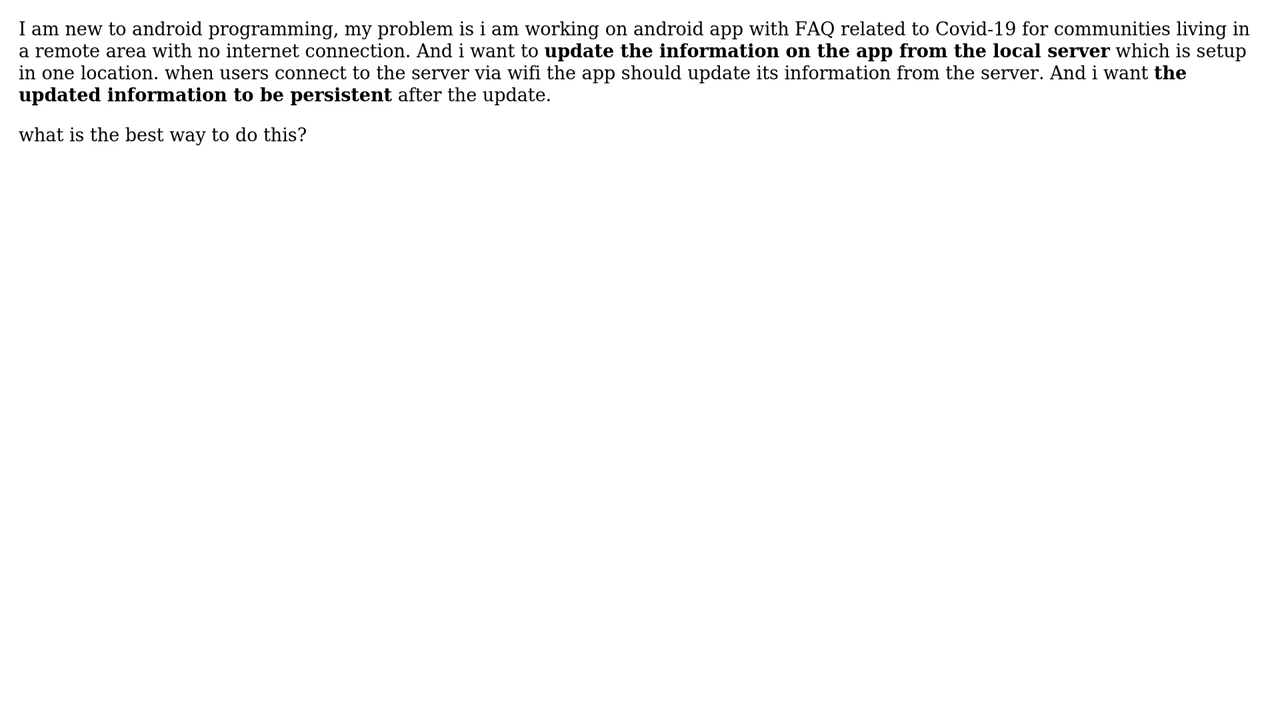 I am new to android programming, my problem is i am working on android app with FAQ related to Covid-19 for communities living in
a remote area with no internet connection. And i want to update the information on the app from the local server which is setup
in one location. when users connect to the server via wifi the app should update its information from the server. And i want the
updated information to be persistent after the update.
what is the best way to do this?